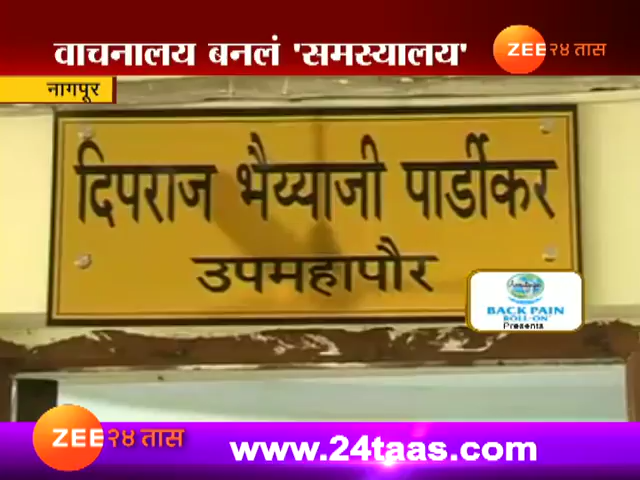 वाचनालय बनलं 'समस्यालय'
ZEE २४ तास
नागपूर
दिपराज भैय्याजी पार्डीकर
उपमहापौर
BACK PAIN
ROLL-ON
Presents
ZEE २४ तास
www.24taas.com